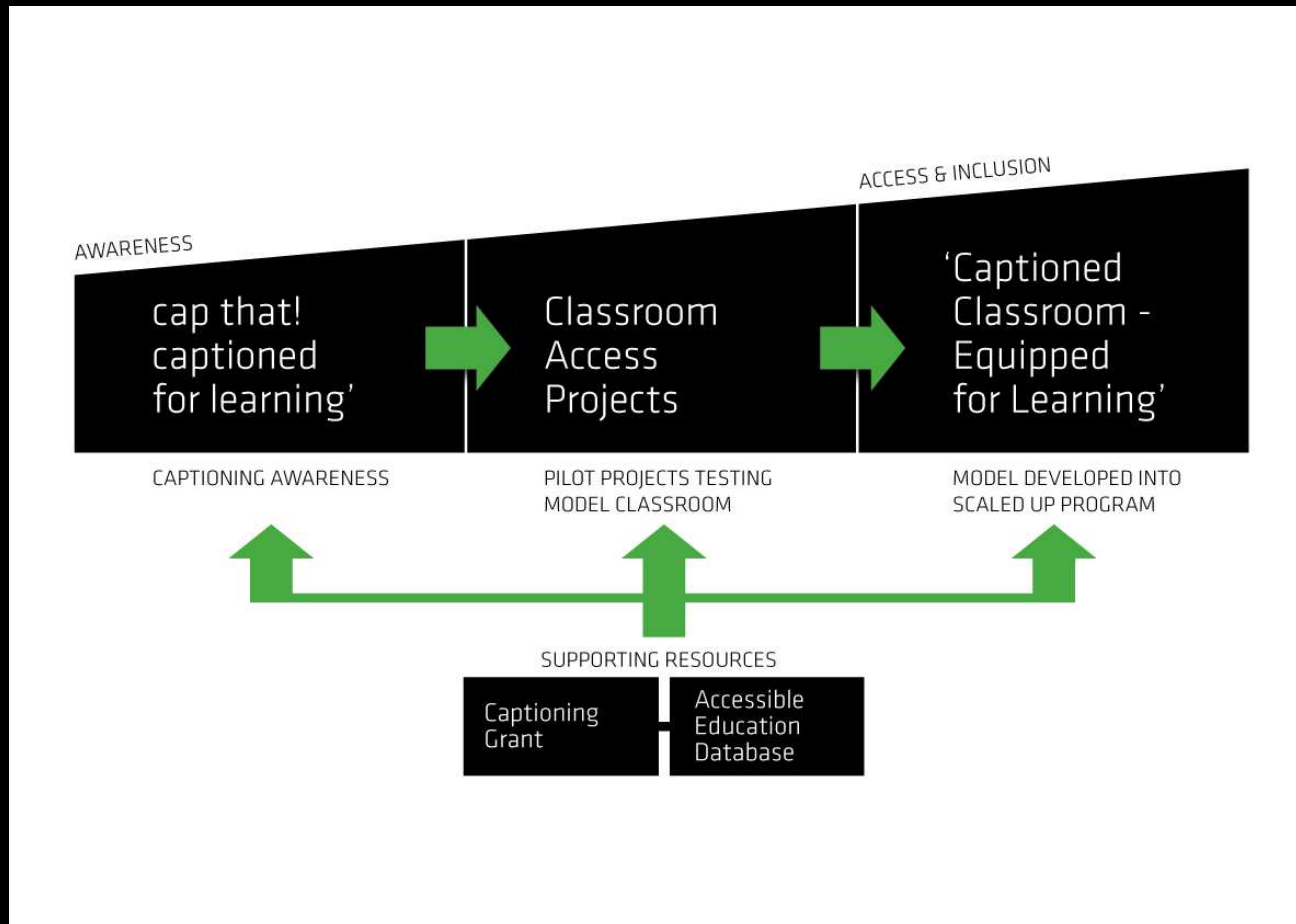 AWARENESS
ACCESS & INCLUSION
cap that!
captioned
for learning’
Classroom
Access
Projects
‘Captioned
Classroom -
Equipped
for Learning’
CAPTIONING AWARENESS
PILOT PROJECTS TESTING
MODEL CLASSROOM
MODEL DEVELOPED INTO
SCALED UP PROGRAM
SUPPORTING RESOURCES
Captioning
Grant
Accessible
Education
Database